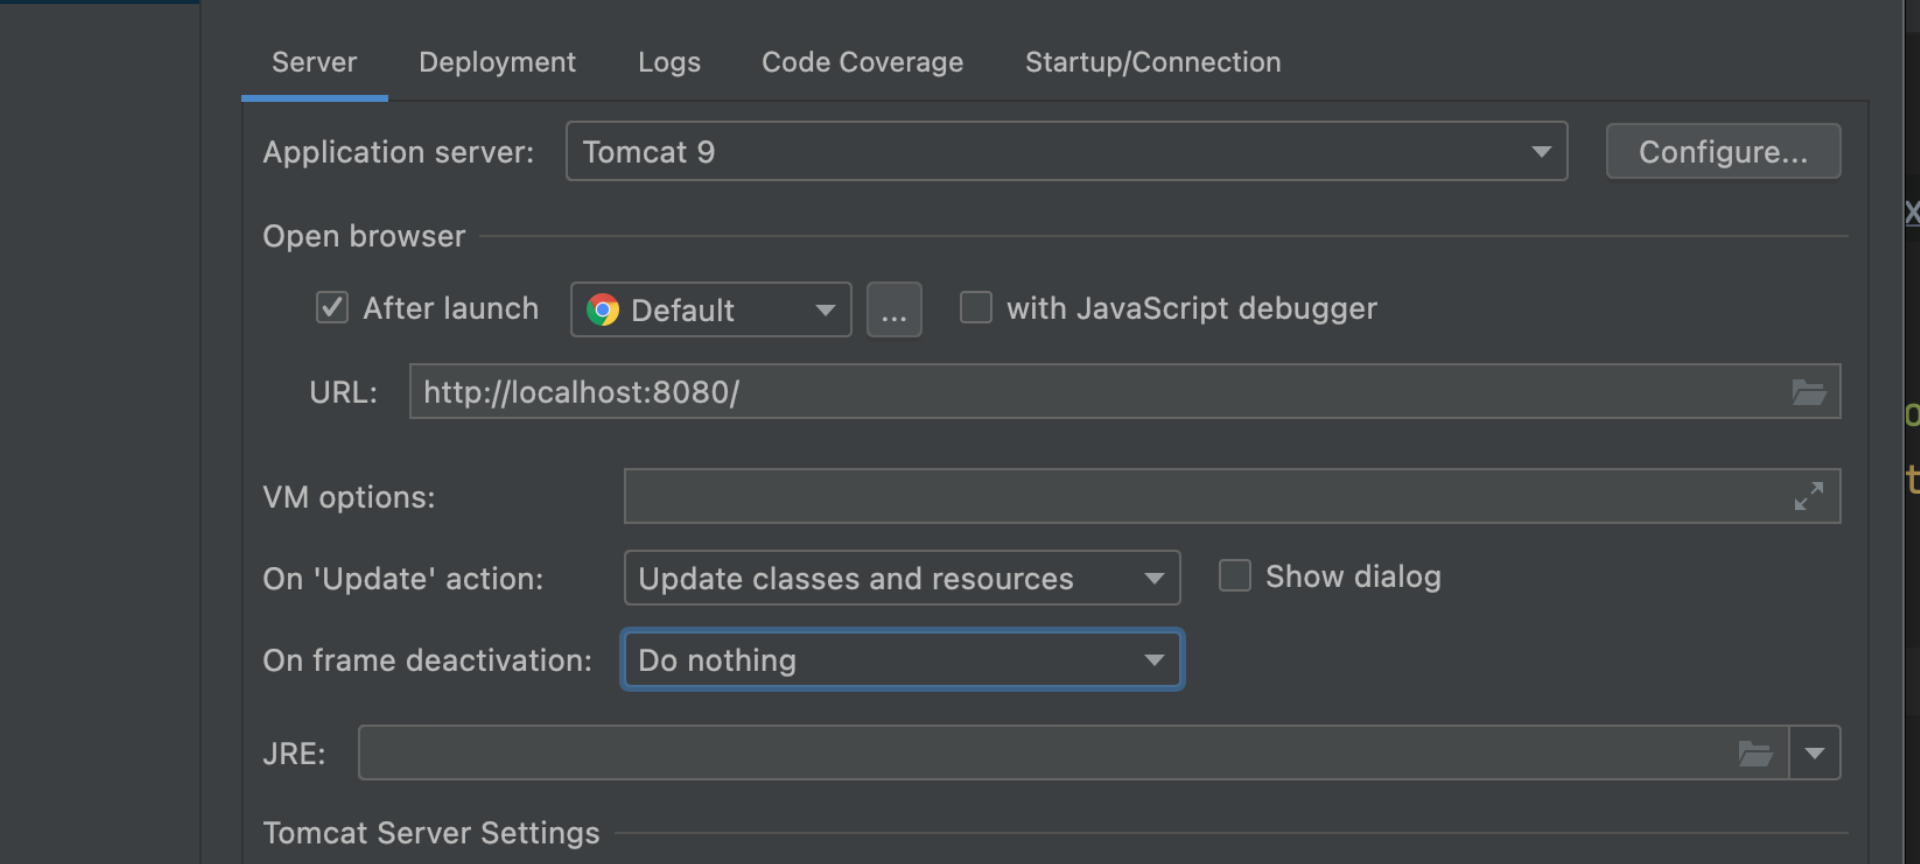 Server Deployment Logs Code Coverage Startup/Connection
Application server: Tomcat 9 Configure...
Open browser
After launch Default ... with JavaScript debugger
URL: http://localhost:8080/
VM options:
On 'Update' action: Update classes and resources Show dialog
On frame deactivation: Do nothing
JRE:
Tomcat Server Settings